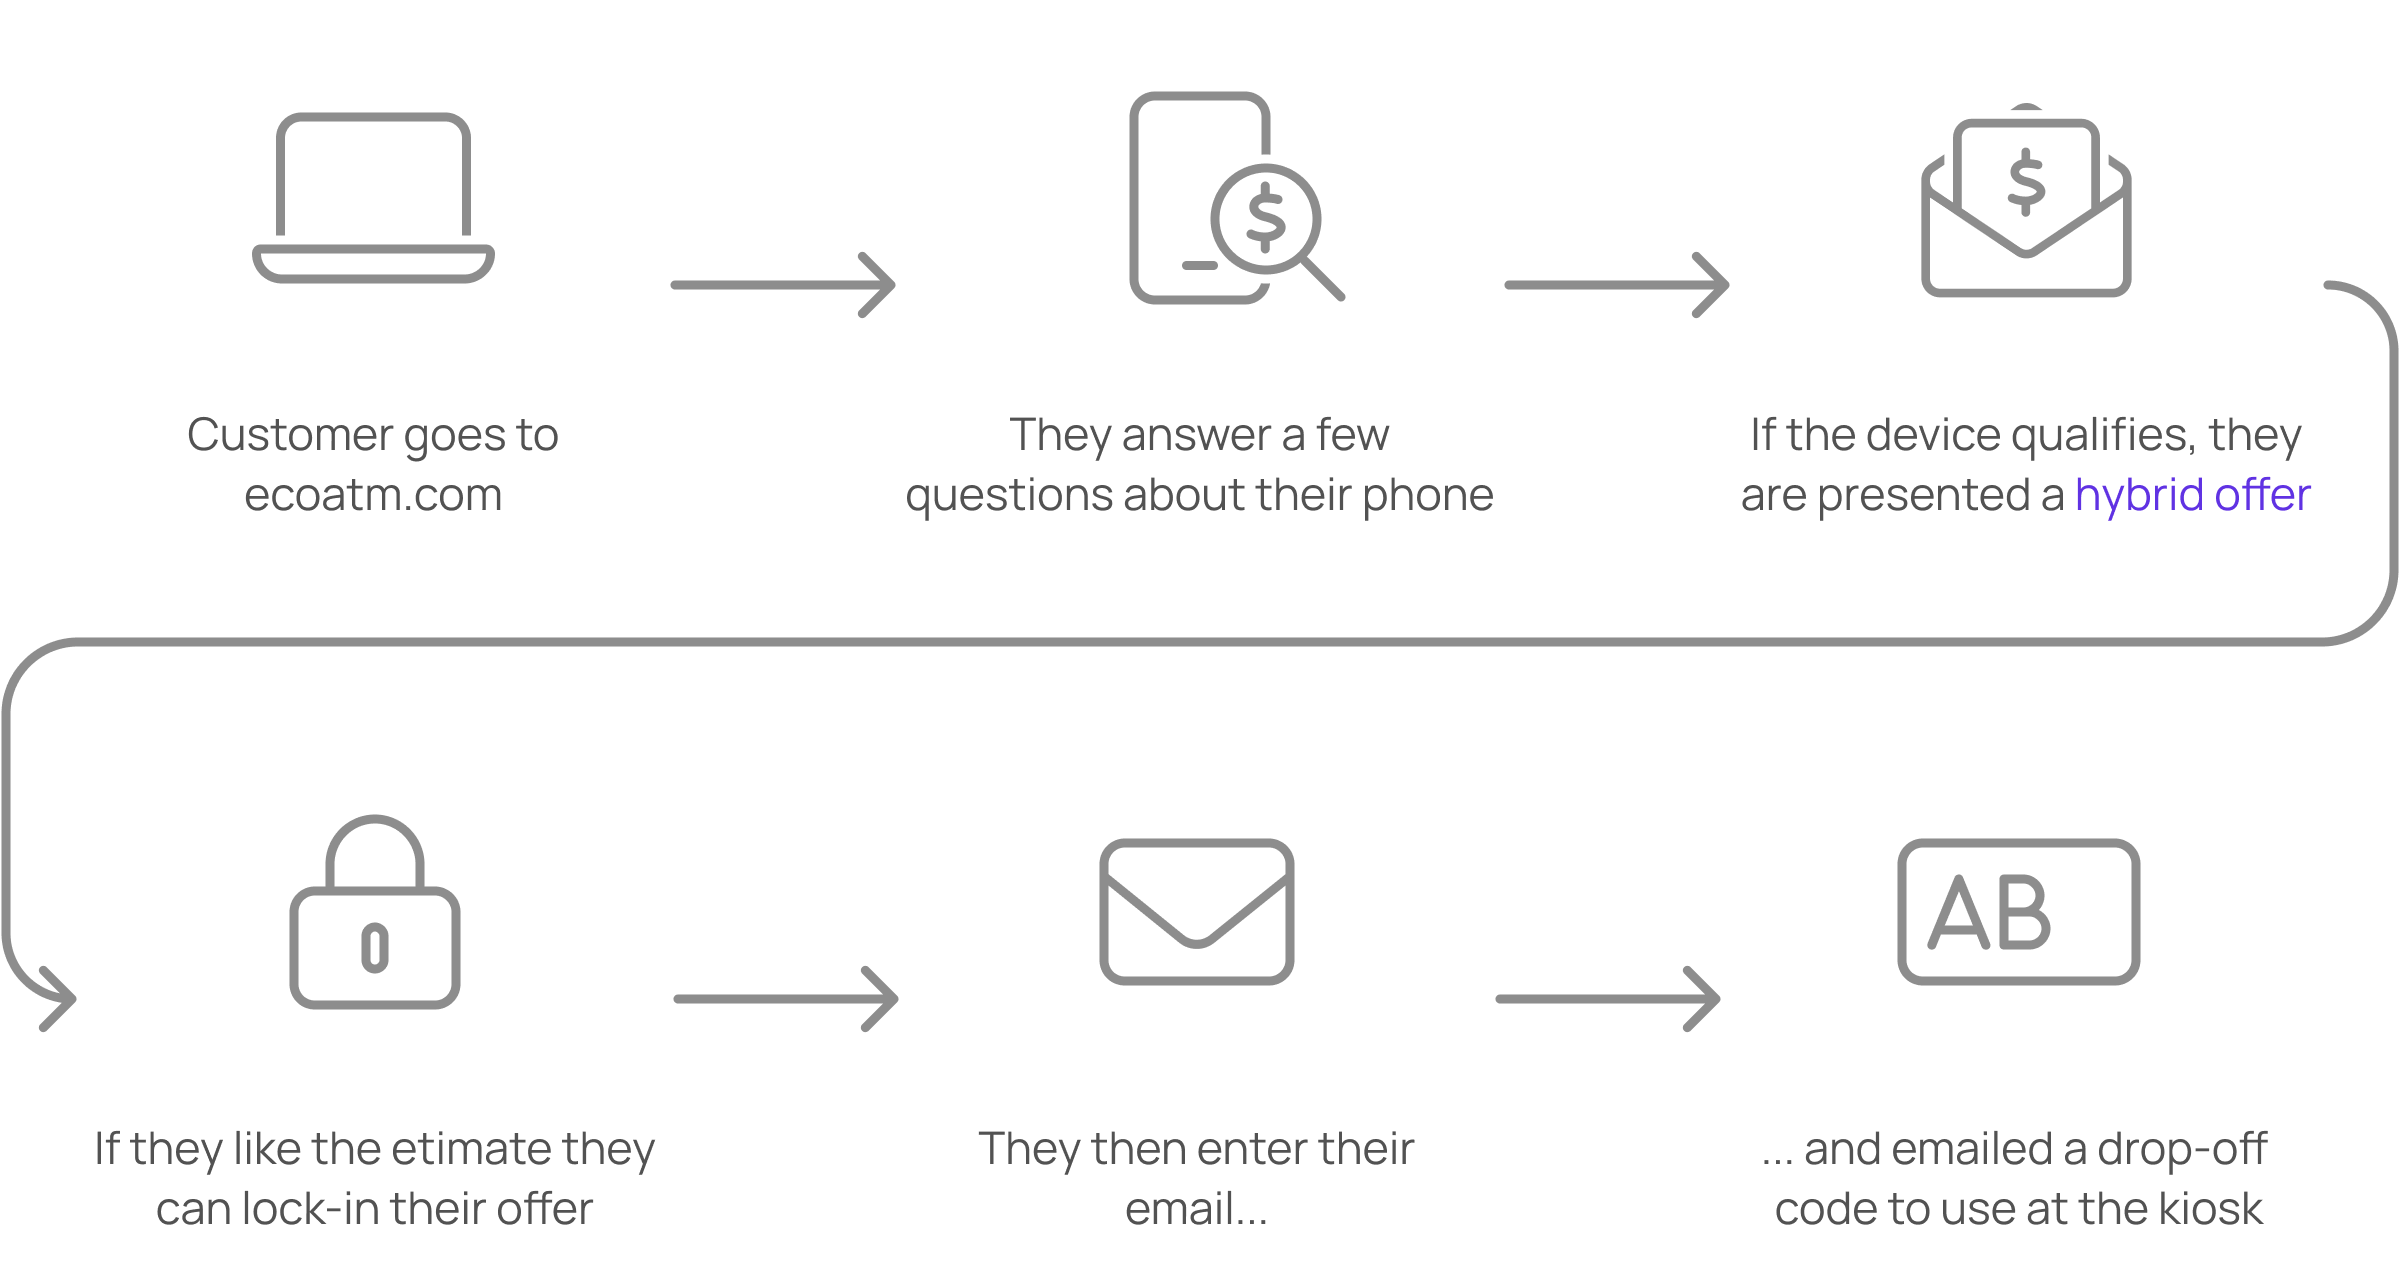 $
$
Customer goes to
ecoatm.com
They answer a few
questions about their phone
If the device qualifies, they
are presented a hybrid offer
AB
If they like the etimate they
can lock-in their offer
They then enter their
email...
... and emailed a drop-off
code to use at the kiosk